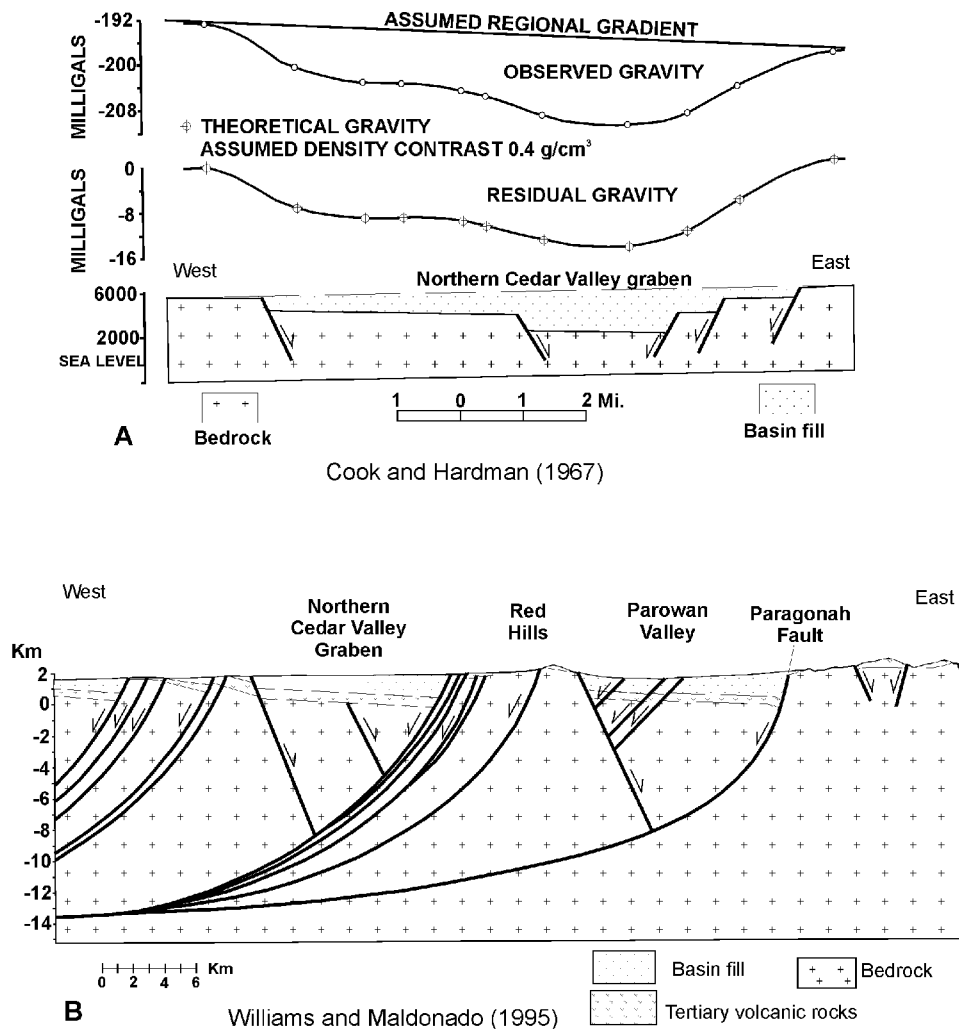 -192
ASSUMED REGIONAL GRADIENT
-200
OBSERVED GRAVITY
-208
MILLIGALS
THEORETICAL GRAVITY
ASSUMED DENSITY CONTRAST 0.4 g/cm³
0
RESIDUAL GRAVITY
-8
-16
MILLIGALS
West
East
Northern Cedar Valley graben
6000
2000
SEA LEVEL
1 0 1 2 Mi.
A
Bedrock
Basin fill
Cook and Hardman (1967)
West
East
Northern
Cedar Valley
Graben
Red
Hills
Parowan
Valley
Paragonah
Fault
Km
2
0
-2
-4
-6
-8
-10
-12
-14
Km
0 2 4 6
Basin fill
Bedrock
Tertiary volcanic rocks
B
Williams and Maldonado (1995)